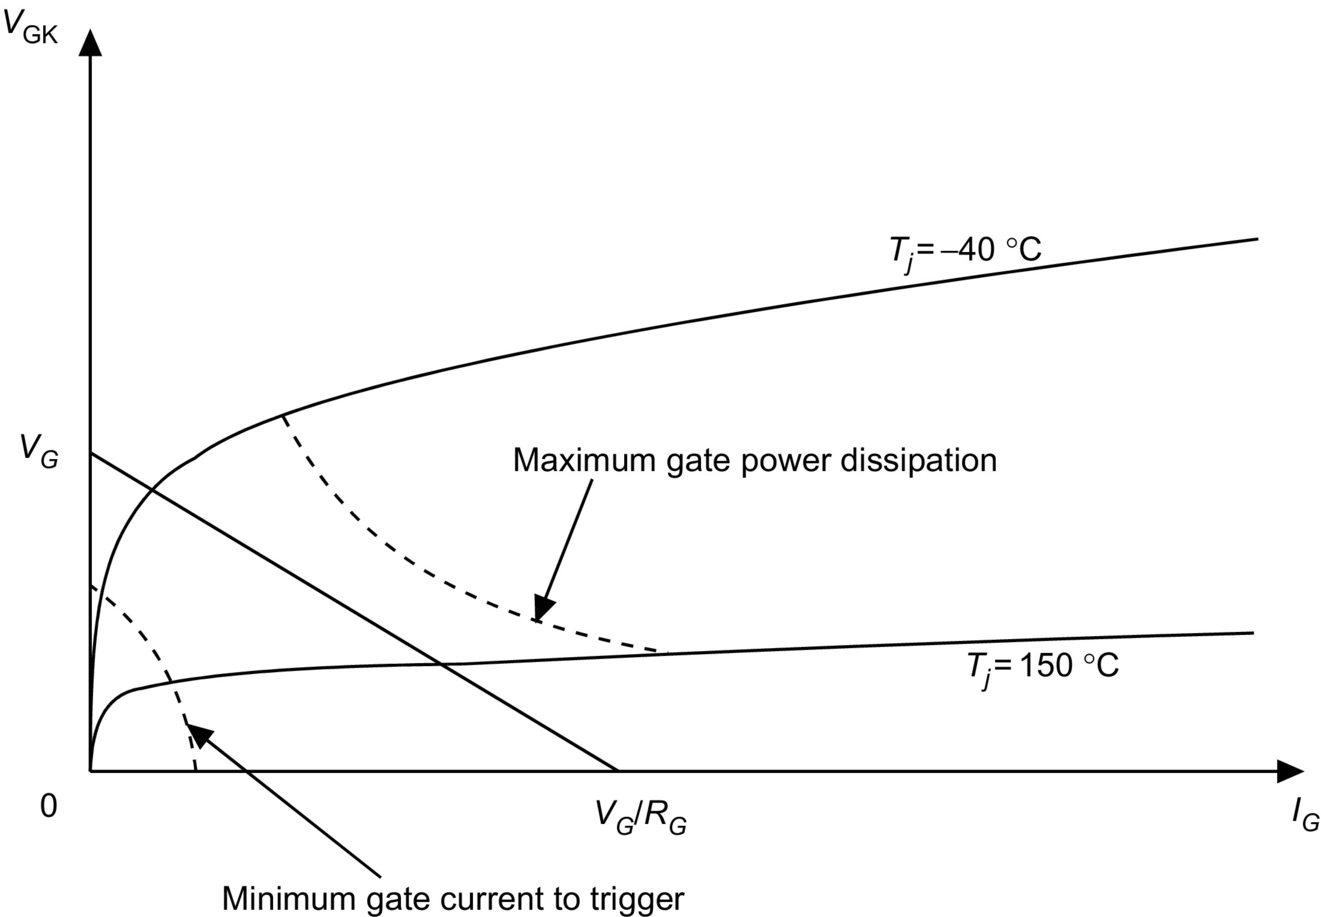 V_GK
T_j = –40 °C
V_G
Maximum gate power dissipation
T_j = 150 °C
0
V_G/R_G
I_G
Minimum gate current to trigger